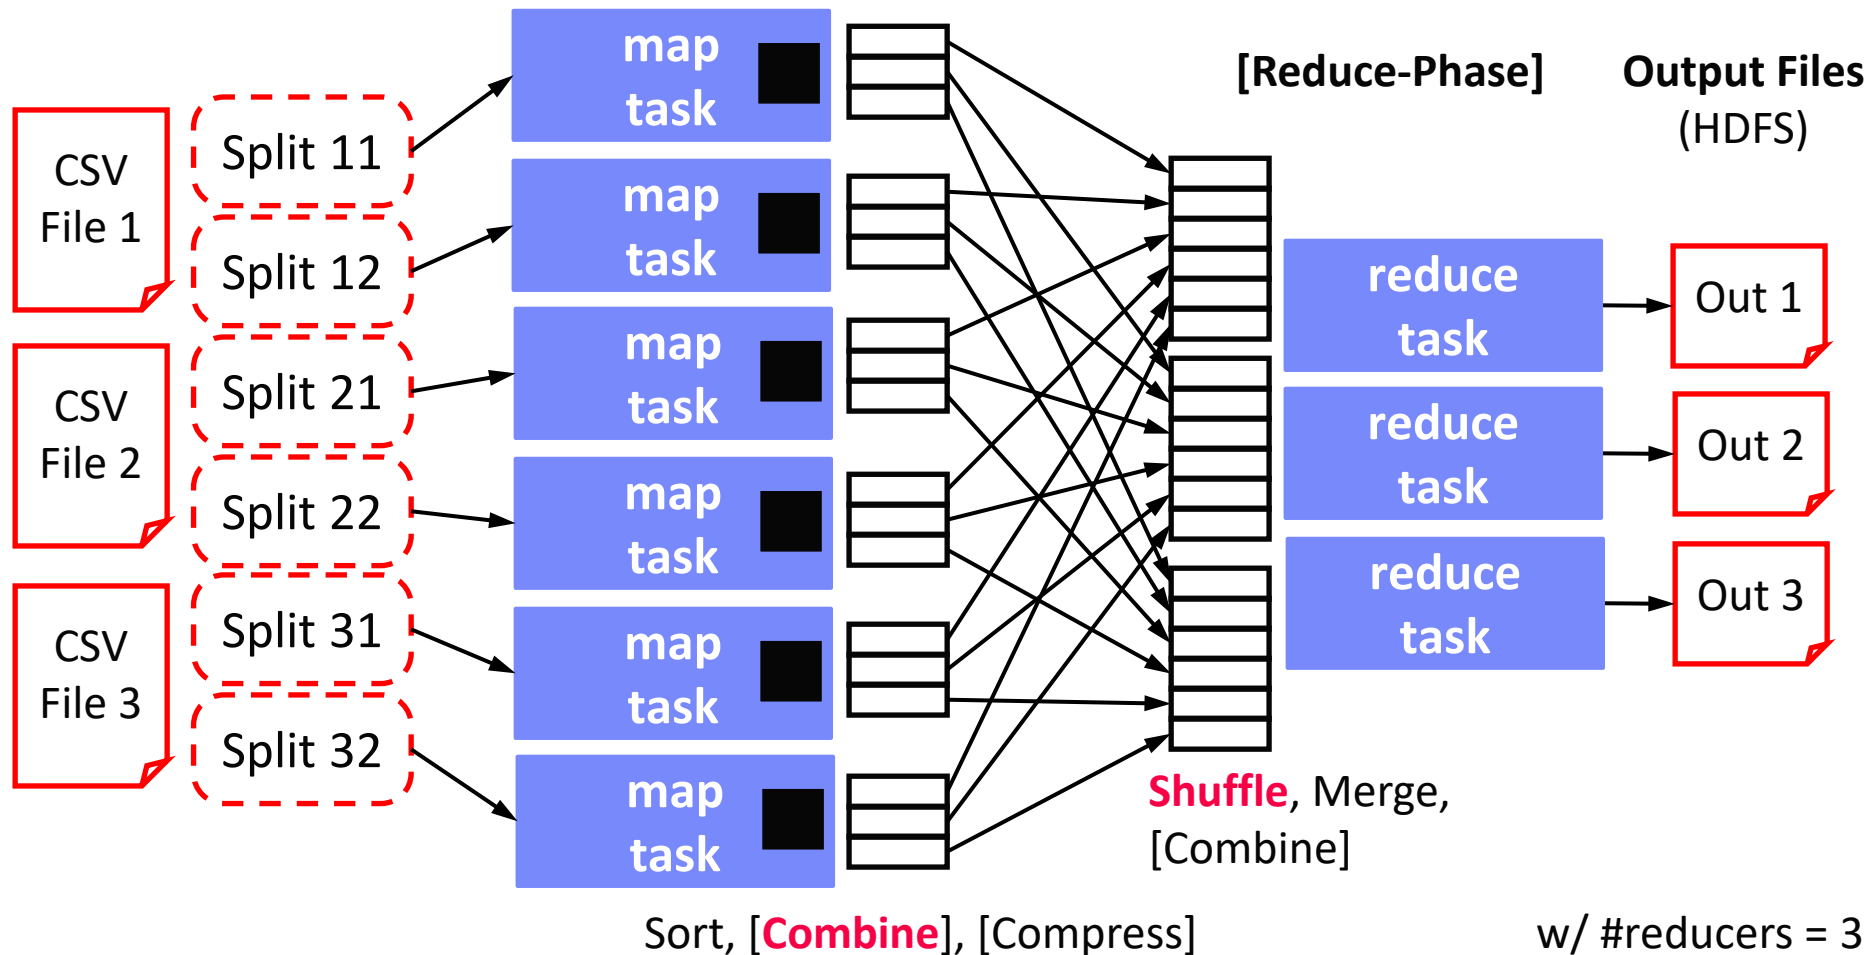 CSV
File 1
CSV
File 2
CSV
File 3
Split 11
Split 12
Split 21
Split 22
Split 31
Split 32
map
task
map
task
map
task
map
task
map
task
map
task
Sort, [Combine], [Compress]
[Reduce-Phase]
Shuffle, Merge,
[Combine]
reduce
task
reduce
task
reduce
task
Output Files
(HDFS)
Out 1
Out 2
Out 3
w/ #reducers = 3